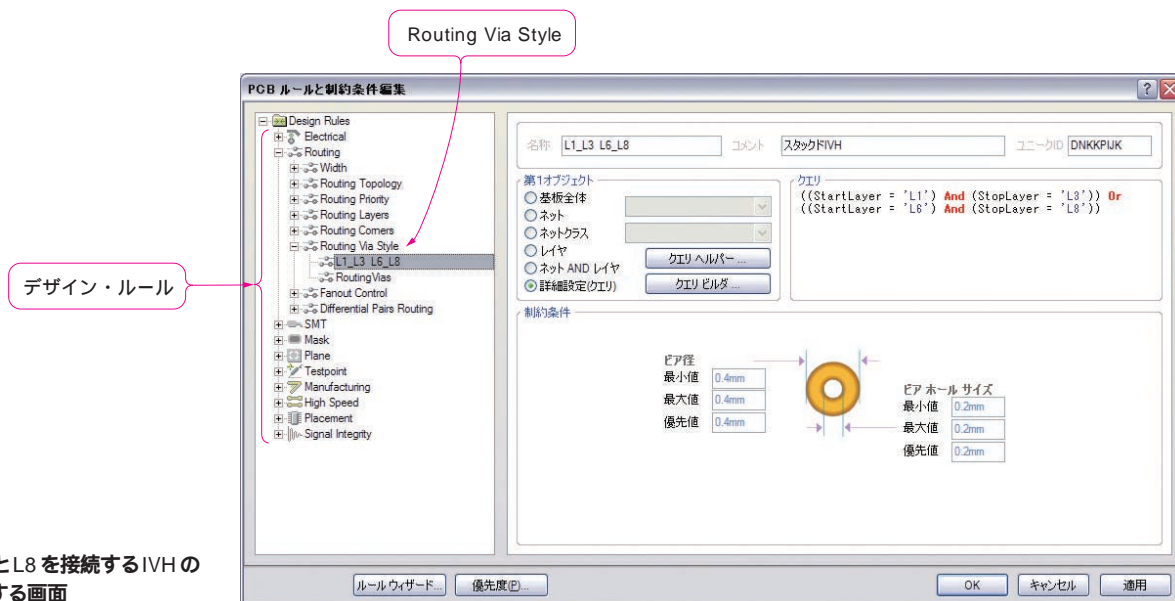 Routing Via Style
デザイン・ルール
PCB ルールと制約条件編集
Design Rules
Electrical
Routing
Width
Routing Topology
Routing Priority
Routing Layers
Routing Corners
Routing Via Style
L1_L3 L6_L8
RoutingVias
Fanout Control
Differential Pairs Routing
SMT
Mask
Plane
Testpoint
Manufacturing
High Speed
Placement
Signal Integrity
名称 L1_L3 L6_L8 コメント スタックドIVH ユニークID DNKKPIJK
第1オブジェクト
基板全体
ネット
ネットクラス
レイヤ
ネット AND レイヤ
詳細設定(クエリ)
クエリ ヘルパー ...
クエリ ビルダ ...
クエリ
((StartLayer = 'L1') And (StopLayer = 'L3')) Or
((StartLayer = 'L6') And (StopLayer = 'L8'))
制約条件
ビア径
最小値 0.4mm
最大値 0.4mm
優先値 0.4mm
ビア ホール サイズ
最小値 0.2mm
最大値 0.2mm
優先値 0.2mm
ルール ウィザード... 優先度(P)... OK キャンセル 適用
とL8 を接続するIVH の
する画面